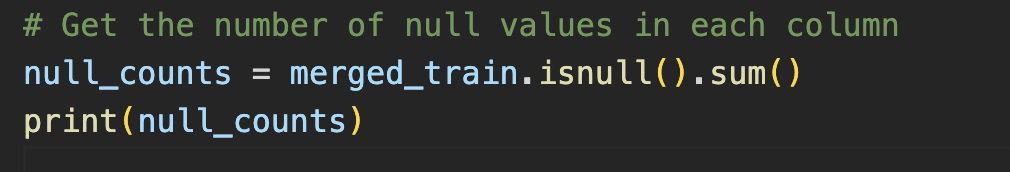 # Get the number of null values in each column
null_counts = merged_train.isnull().sum()
print(null_counts)